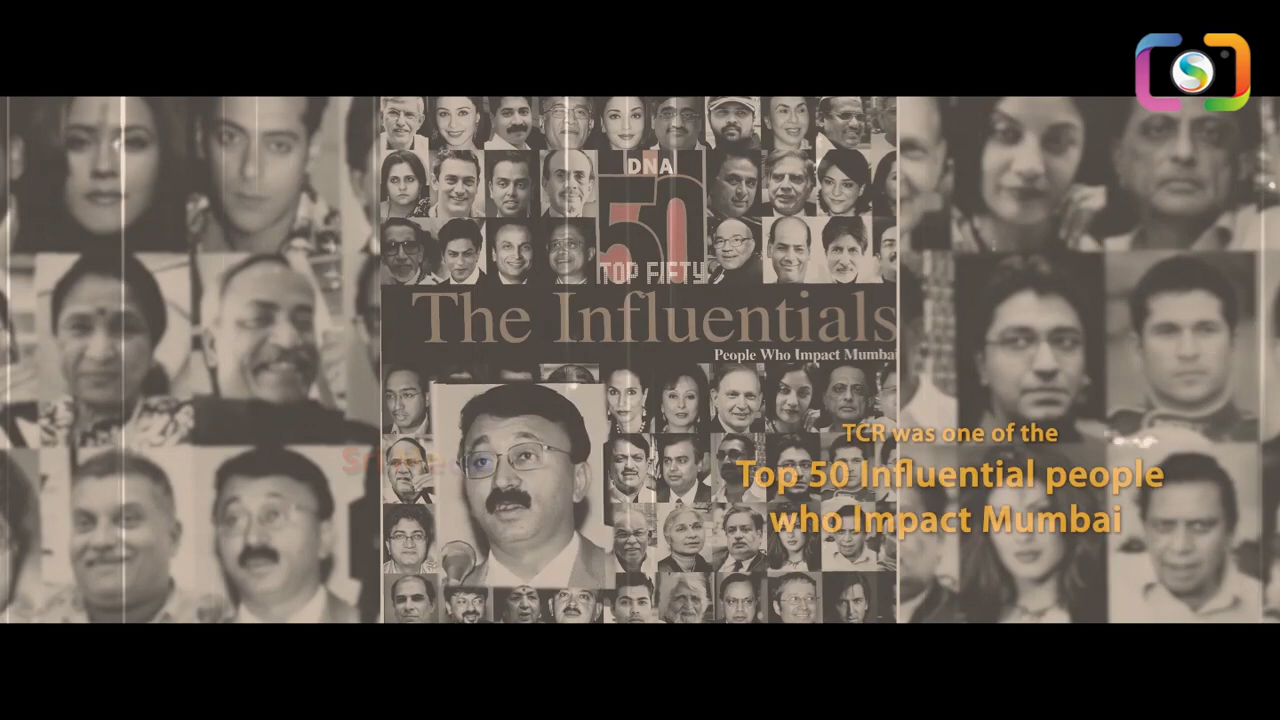 DNA
50
TOP FIFTY
The Influentials
People Who Impact Mumbai
TCR was one of the
Top 50 Influential people
who Impact Mumbai
S